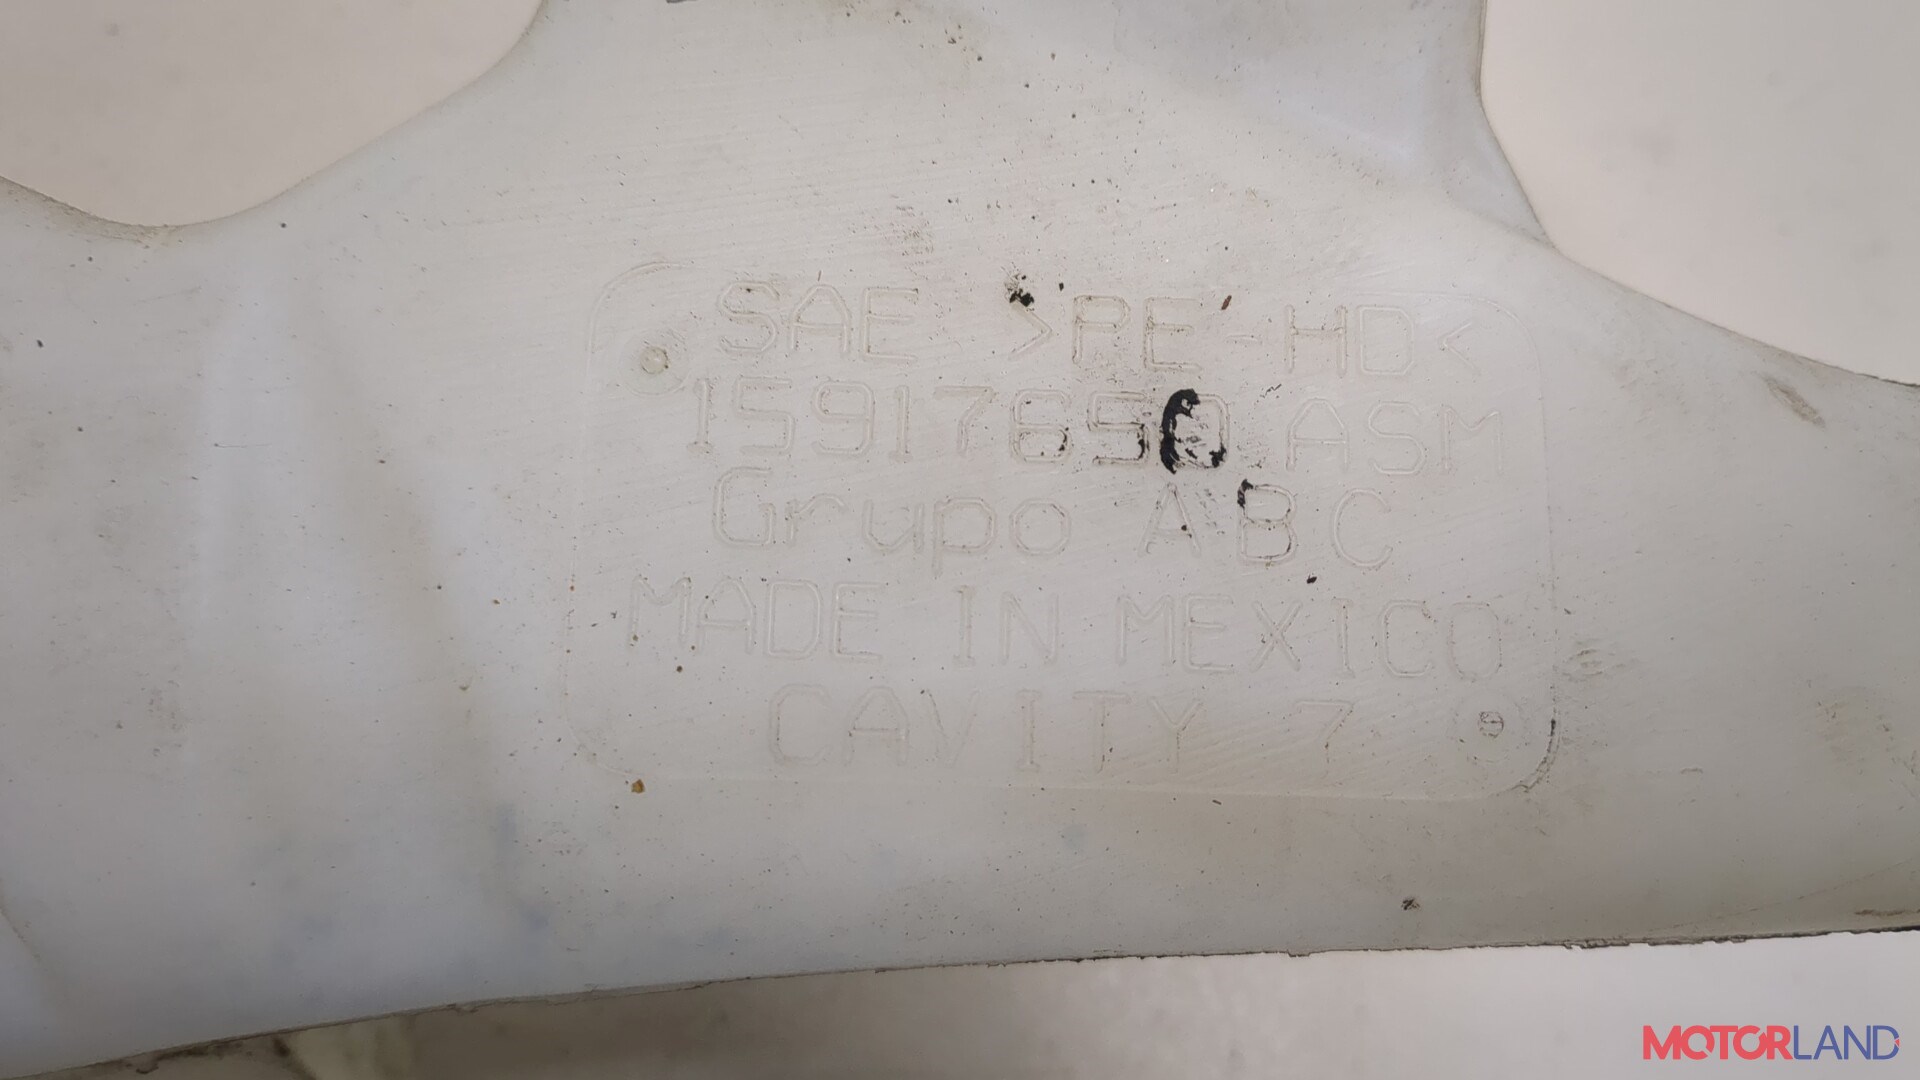 SAE >PE-HD<
15917650 ASM
Grupo ABC
MADE IN MEXICO
CAVITY 7
MOTORLAND